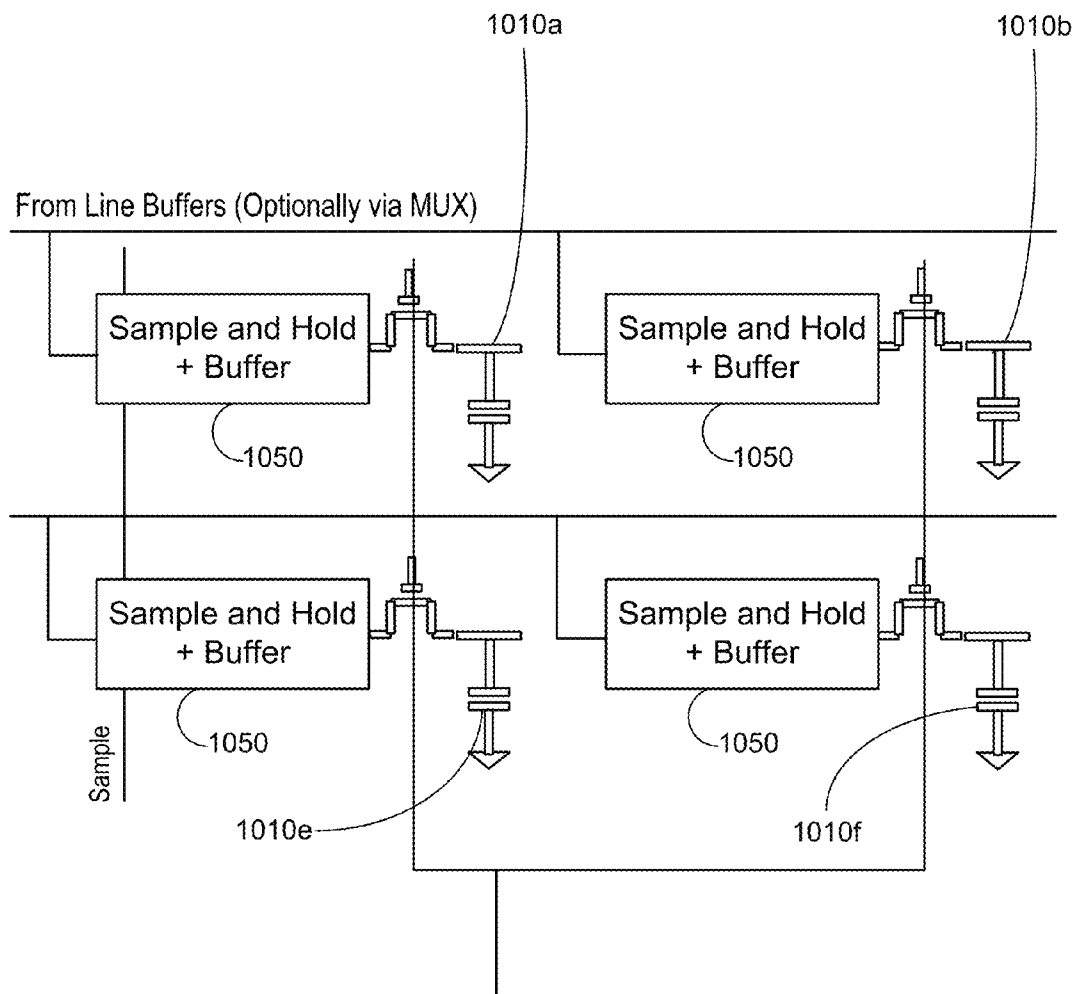 1010a
1010b
From Line Buffers (Optionally via MUX)
Sample and Hold
+ Buffer
Sample and Hold
+ Buffer
1050
1050
Sample and Hold
+ Buffer
Sample and Hold
+ Buffer
1050
1050
Sample
1010e
1010f